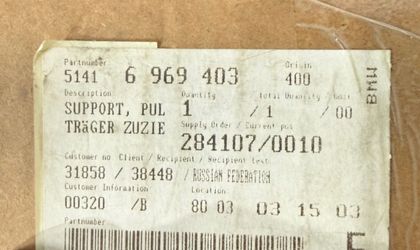 Partnumber Origin
5141 6 969 403 400
Description Quantity Total Quantity / Unit
SUPPORT, PUL 1 / 1 / 00
TRÄGER ZUZIE Supply Order / Current pos
284107/0010
Customer no Client / Recipient / Recipient text
31858 / 38448 / RUSSIAN FEDERATION
Customer Information Location
00320 /B 80 03 03 15 03
Partnumber
BMW